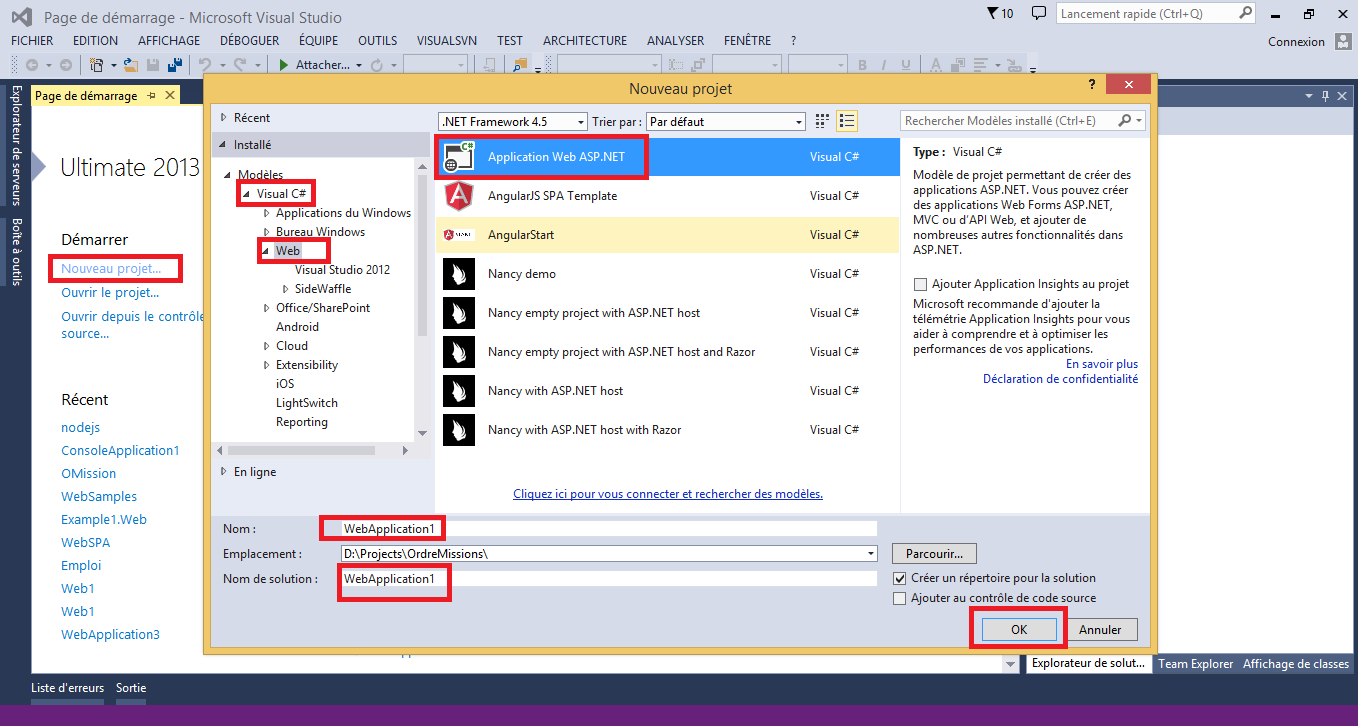 Page de démarrage - Microsoft Visual Studio
10
Lancement rapide (Ctrl+Q)
FICHIER EDITION AFFICHAGE DÉBOGUER ÉQUIPE OUTILS VISUALSVN TEST ARCHITECTURE ANALYSER FENÊTRE ?
Connexion
Attacher...
Explorateur de serveurs
Boîte à outils
Page de démarrage
Ultimate 2013
Démarrer
Nouveau projet...
Ouvrir le projet...
Ouvrir depuis le contrôle
source...
Récent
nodejs
ConsoleApplication1
OMission
WebSamples
Example1.Web
WebSPA
Emploi
Web1
Web1
WebApplication3
Nouveau projet
?
Récent
Installé
Modèles
Visual C#
Applications du Windows
Bureau Windows
Web
Visual Studio 2012
SideWaffle
Office/SharePoint
Android
Cloud
Extensibility
iOS
LightSwitch
Reporting
En ligne
.NET Framework 4.5
Trier par :
Par défaut
Application Web ASP.NET Visual C#
AngularJS SPA Template Visual C#
AngularStart Visual C#
Nancy demo Visual C#
Nancy empty project with ASP.NET host Visual C#
Nancy empty project with ASP.NET host and Razor Visual C#
Nancy with ASP.NET host Visual C#
Nancy with ASP.NET host with Razor Visual C#
Cliquez ici pour vous connecter et rechercher des modèles.
Rechercher Modèles installé (Ctrl+E)
Type : Visual C#
Modèle de projet permettant de créer des
applications ASP.NET. Vous pouvez créer
des applications Web Forms ASP.NET,
MVC ou d'API Web, et ajouter de
nombreuses autres fonctionnalités dans
ASP.NET.
Ajouter Application Insights au projet
Microsoft recommande d'ajouter la
télémétrie Application Insights pour vous
aider à comprendre et à optimiser les
performances de vos applications.
En savoir plus
Déclaration de confidentialité
Nom : WebApplication1
Emplacement : D:\Projects\OrdreMissions\
Parcourir...
Nom de solution : WebApplication1
Créer un répertoire pour la solution
Ajouter au contrôle de code source
OK
Annuler
Explorateur de solut...
Team Explorer
Affichage de classes
Liste d'erreurs
Sortie